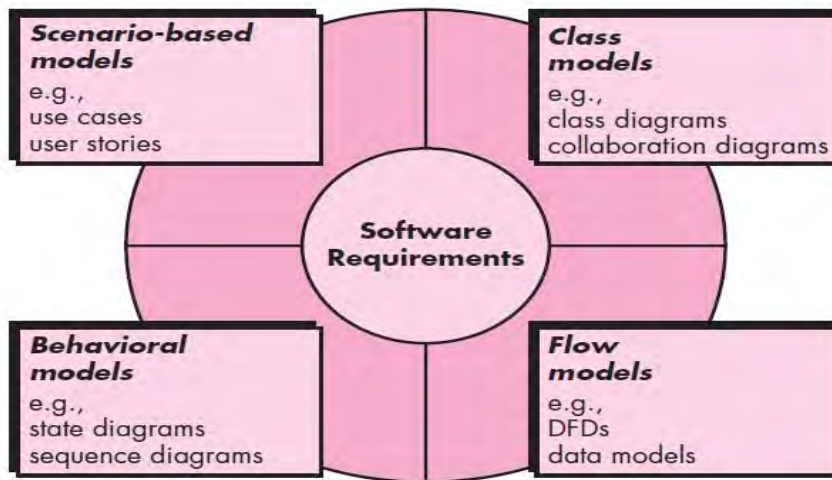 Scenario-based
models
e.g.,
use cases
user stories
Class
models
e.g.,
class diagrams
collaboration diagrams
Software
Requirements
Behavioral
models
e.g.,
state diagrams
sequence diagrams
Flow
models
e.g.,
DFDs
data models